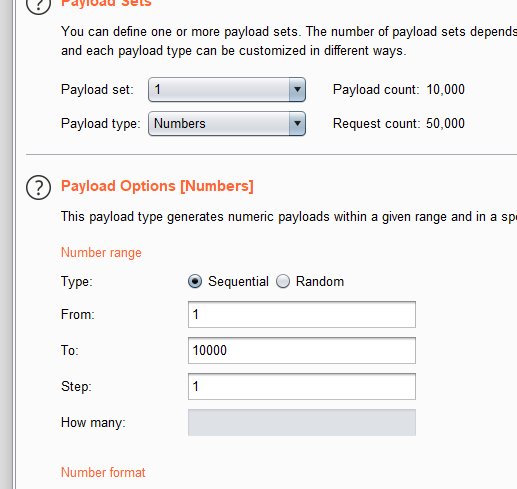 Payload Sets
You can define one or more payload sets. The number of payload sets depends
and each payload type can be customized in different ways.
Payload set: 1 Payload count: 10,000
Payload type: Numbers Request count: 50,000
? Payload Options [Numbers]
This payload type generates numeric payloads within a given range and in a spe
Number range
Type: Sequential Random
From: 1
To: 10000
Step: 1
How many:
Number format